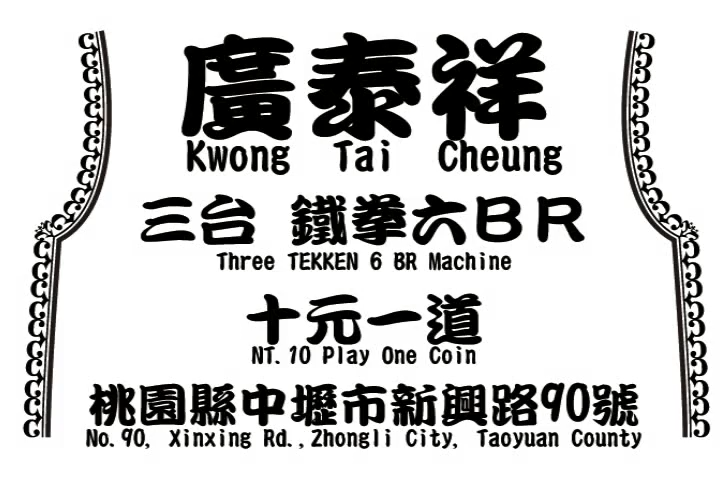 廣泰祥
Kwong Tai Cheung
三台 鐵拳六BR
Three TEKKEN 6 BR Machine
十元一道
NT.10 Play One Coin
桃園縣中壢市新興路90號
No.90, Xinxing Rd.,Zhongli City, Taoyuan County